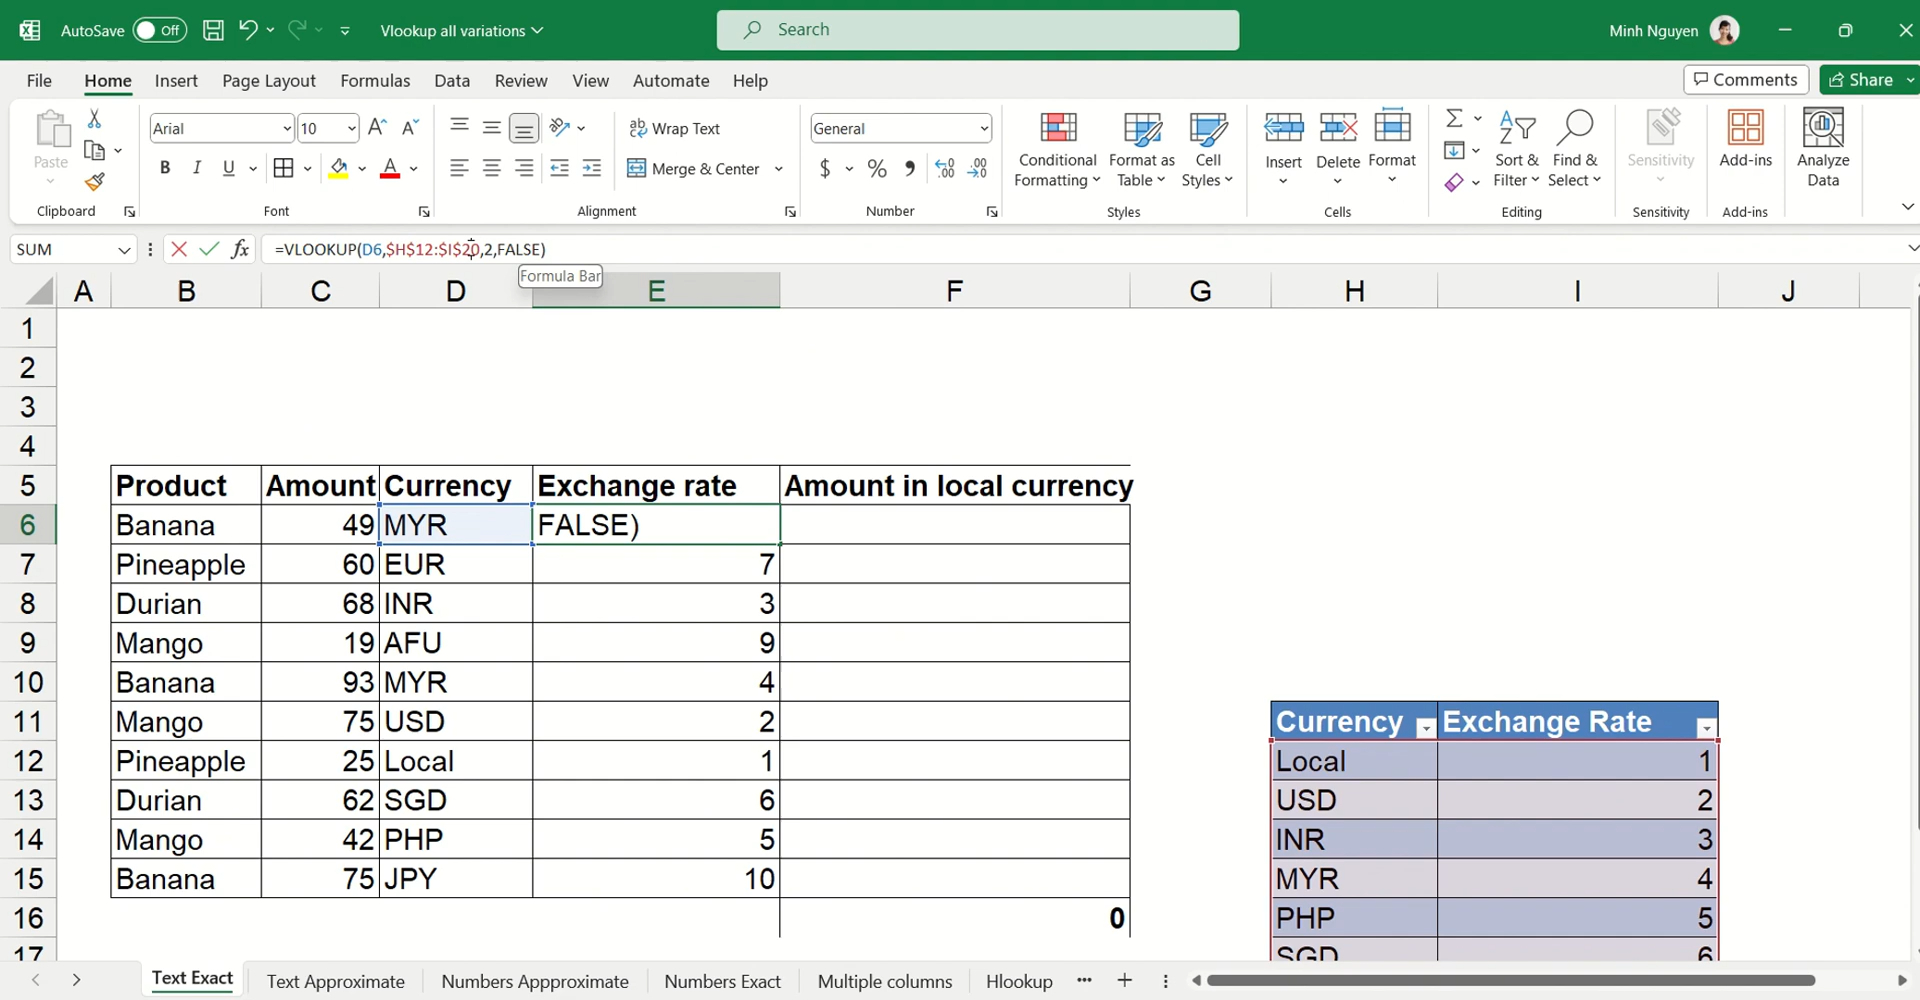 AutoSave Off Vlookup all variations Search Minh Nguyen
File Home Insert Page Layout Formulas Data Review View Automate Help Comments Share
Paste
Clipboard
Arial 10
B I U A
Font
Wrap Text
Merge & Center
Alignment
General
$ % 9 .00
Number
Conditional Formatting
Format as Table
Cell Styles
Styles
Insert Delete Format
Cells
Sort & Filter
Find & Select
Editing
Sensitivity
Sensitivity
Add-ins
Add-ins
Analyze Data
SUM fx =VLOOKUP(D6,$H$12:$I$20,2,FALSE)
Formula Bar
A B C D E F G H I J
1
2
3
4
5 Product Amount Currency Exchange rate Amount in local currency
6 Banana 49 MYR FALSE)
7 Pineapple 60 EUR 7
8 Durian 68 INR 3
9 Mango 19 AFU 9
10 Banana 93 MYR 4
11 Mango 75 USD 2 Currency Exchange Rate
12 Pineapple 25 Local 1 Local 1
13 Durian 62 SGD 6 USD 2
14 Mango 42 PHP 5 INR 3
15 Banana 75 JPY 10 MYR 4
16 0 PHP 5
17 SGD 6
Text Exact Text Approximate Numbers Appproximate Numbers Exact Multiple columns Hlookup